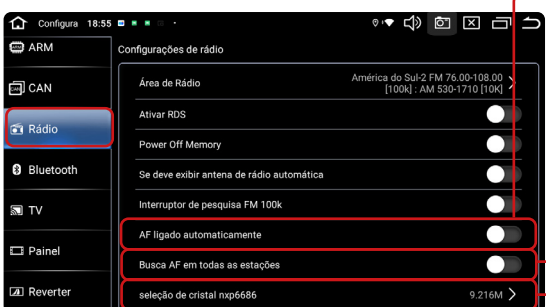 Configura 18:55
ARM
Configurações de rádio
CAN
Área de Rádio
América do Sul-2 FM 76.00-108.00
[100k] : AM 530-1710 [10K]
Rádio
Ativar RDS
Power Off Memory
Bluetooth
Se deve exibir antena de rádio automática
TV
Interruptor de pesquisa FM 100k
AF ligado automaticamente
Painel
Busca AF em todas as estações
Reverter
seleção de cristal nxp6686
9.216M